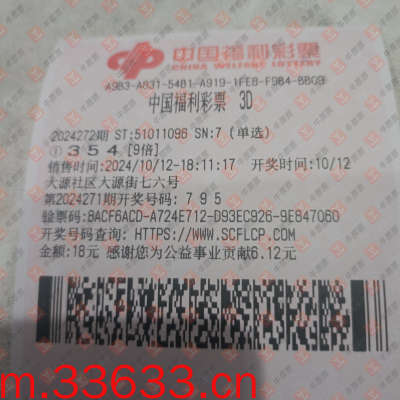 中国福利彩票
CHINA WELFARE LOTTERY
A9B3-A831-54B1-A919-1FE8-F9B4-BBG9
中国福利彩票 3D
2024272期 ST:51011096 SN:7 (单选)
① 3 5 4 [9倍]
销售时间:2024/10/12-18:11:17 开奖时间:10/12
大源社区大源街七六号
第2024271期开奖号码: 7 9 5
验票码:8ACF6ACD-A724E712-D93EC926-9E847060
开奖号码查询: HTTPS://WWW.SCFLCP.COM
金额:18元 感谢您为公益事业贡献6.12元
m.33633.cn